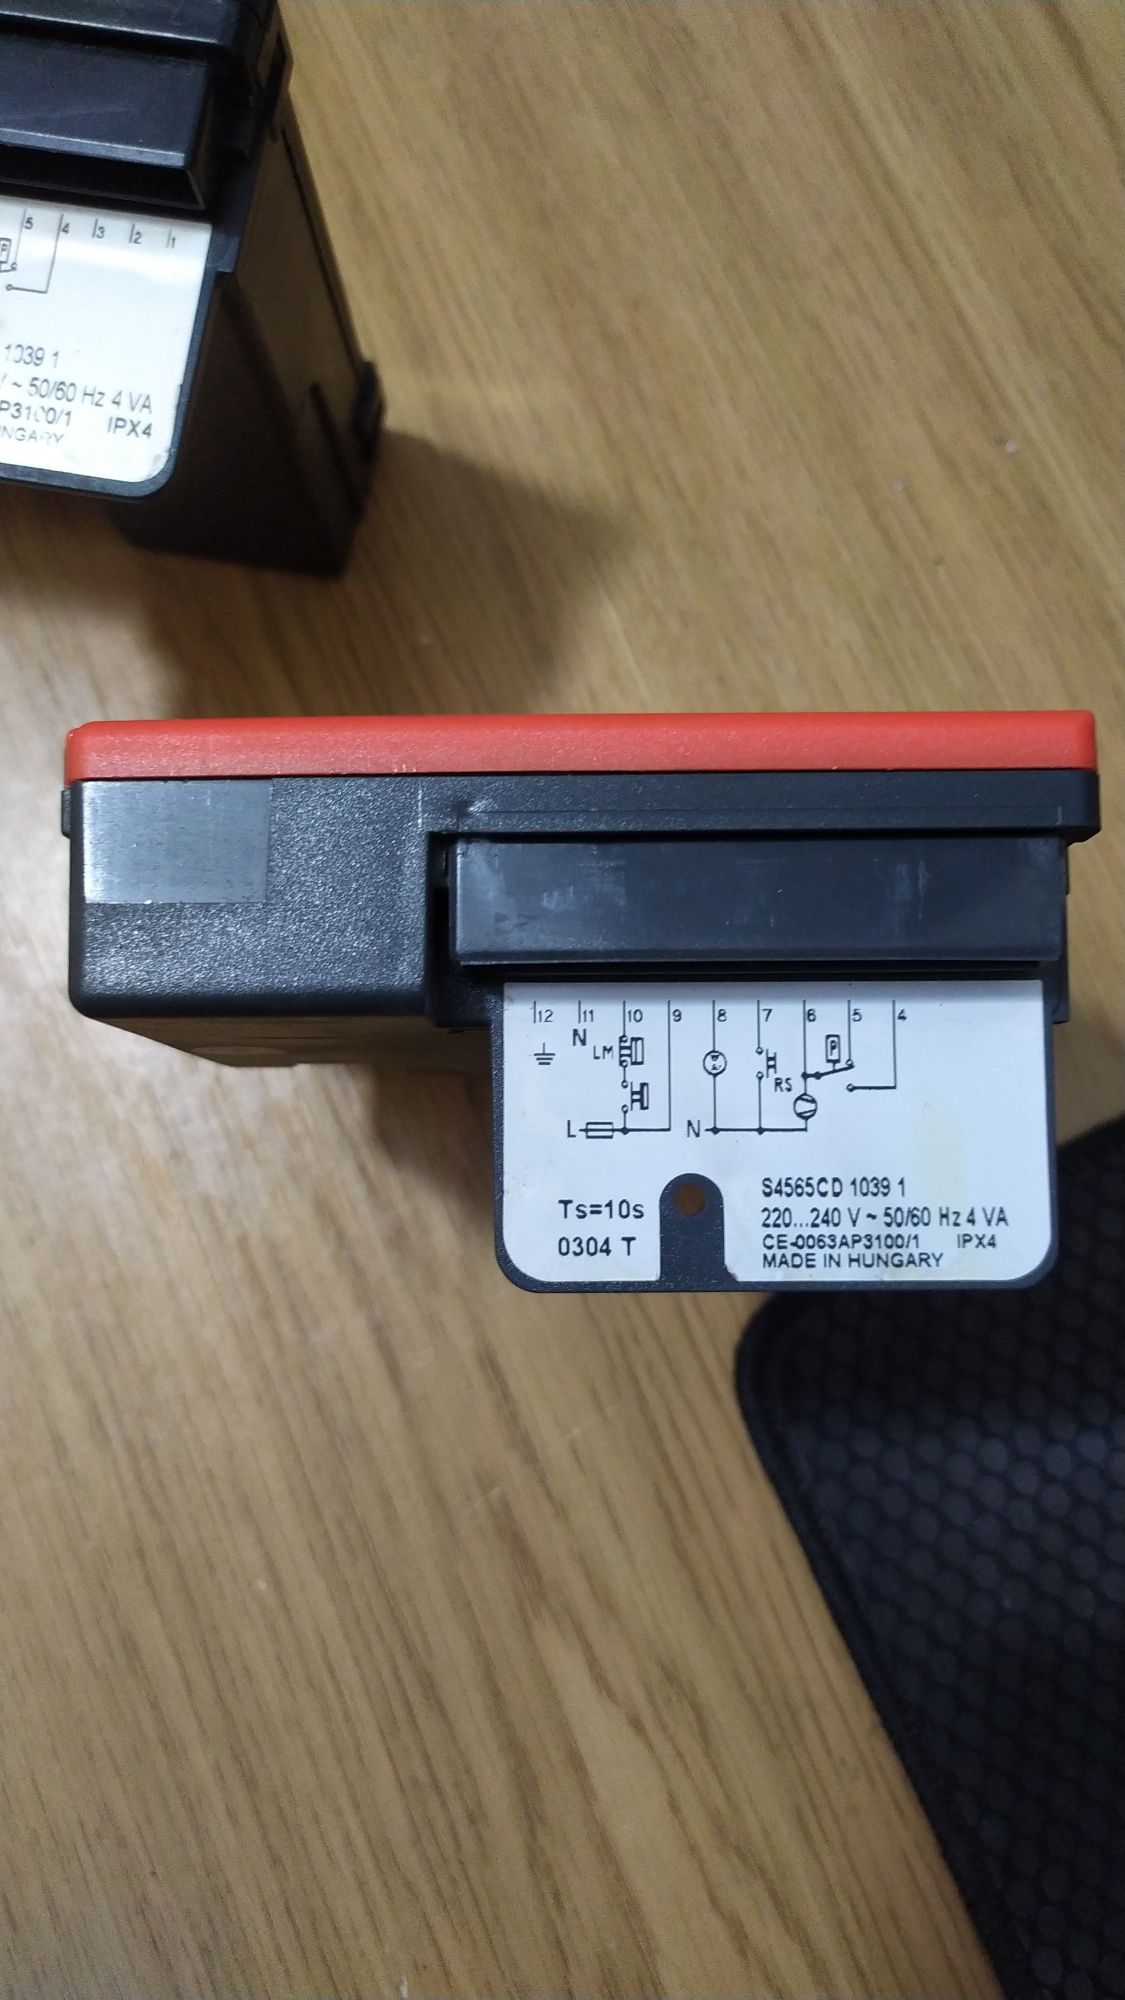 5 4 3 2 1
P
1039 1
V ~ 50/60 Hz 4 VA
P3100/1 IPX4
NGARY
12 11 10 9 8 7 6 5 4
N LM P
H H RS
L N
S4565CD 1039 1
Ts=10s 220...240 V ~ 50/60 Hz 4 VA
0304 T CE-0063AP3100/1 IPX4
MADE IN HUNGARY